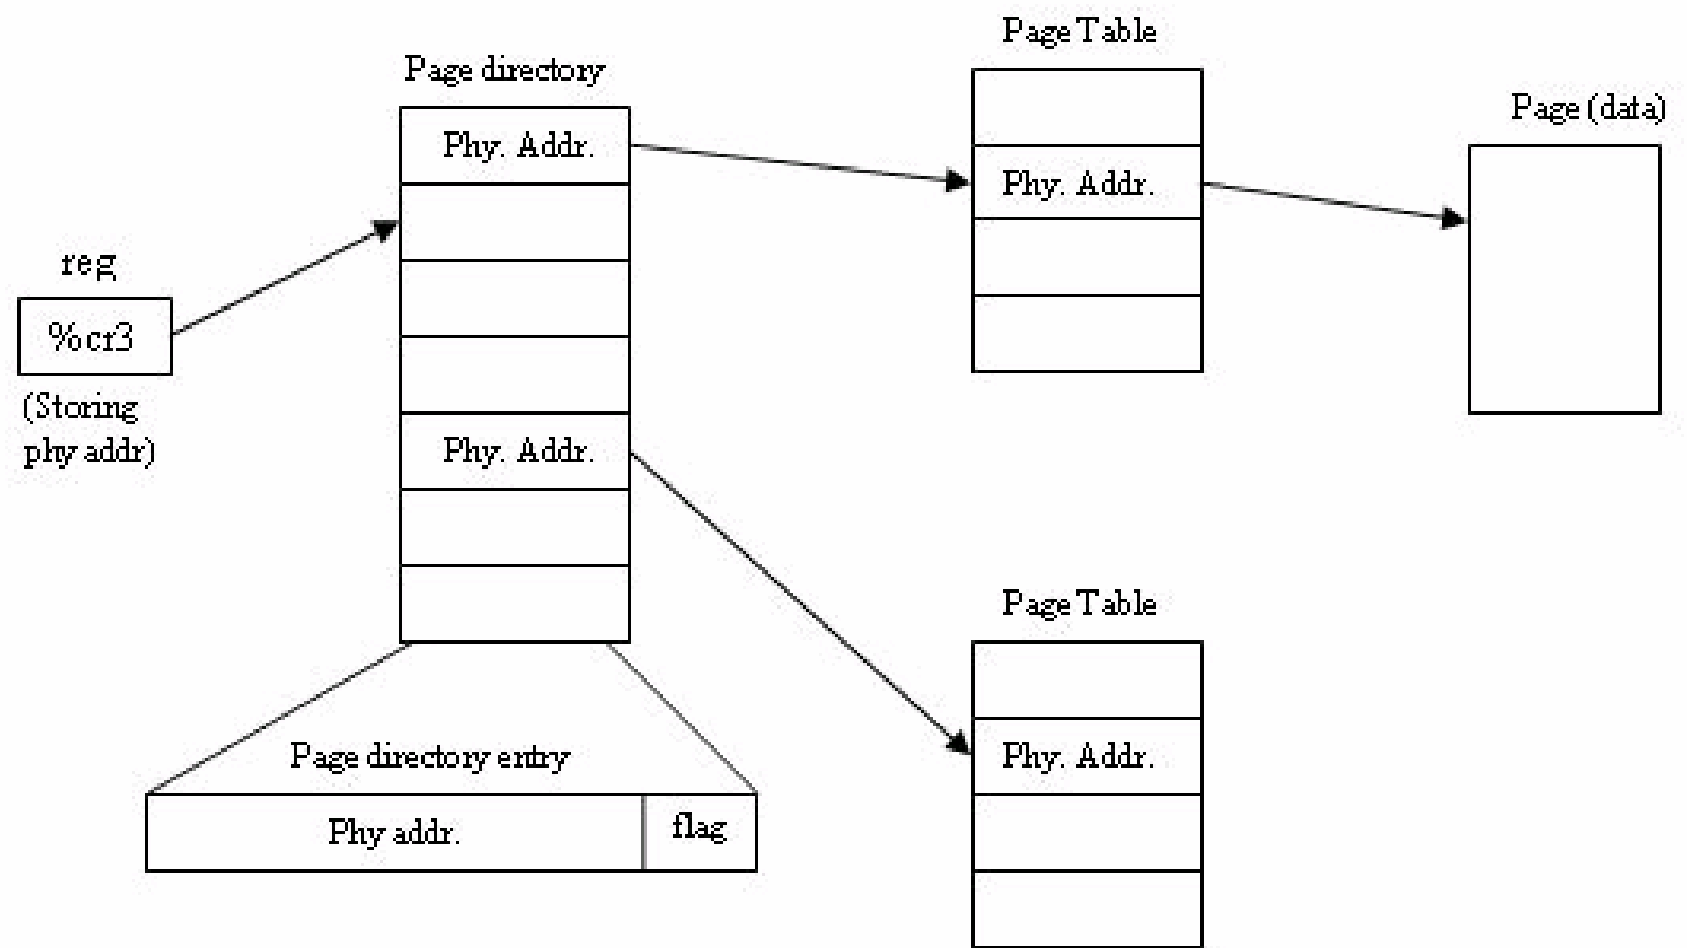 Page Table
Page directory
Page (data)
Phy. Addr.
Phy. Addr.
reg
%cr3
(Storing
phy addr)
Phy. Addr.
Page Table
Page directory entry
Phy. Addr.
Phy addr.
flag